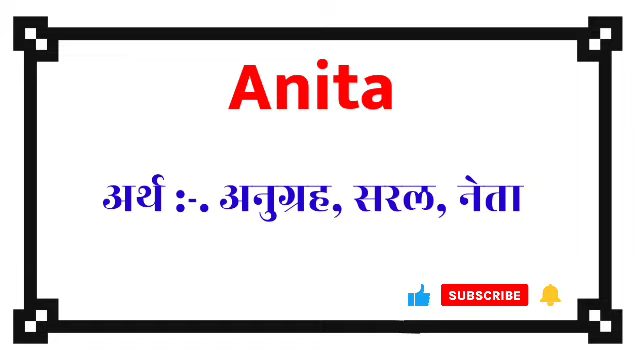 Anita
अर्थ :-. अनुग्रह, सरल, नेता
SUBSCRIBE